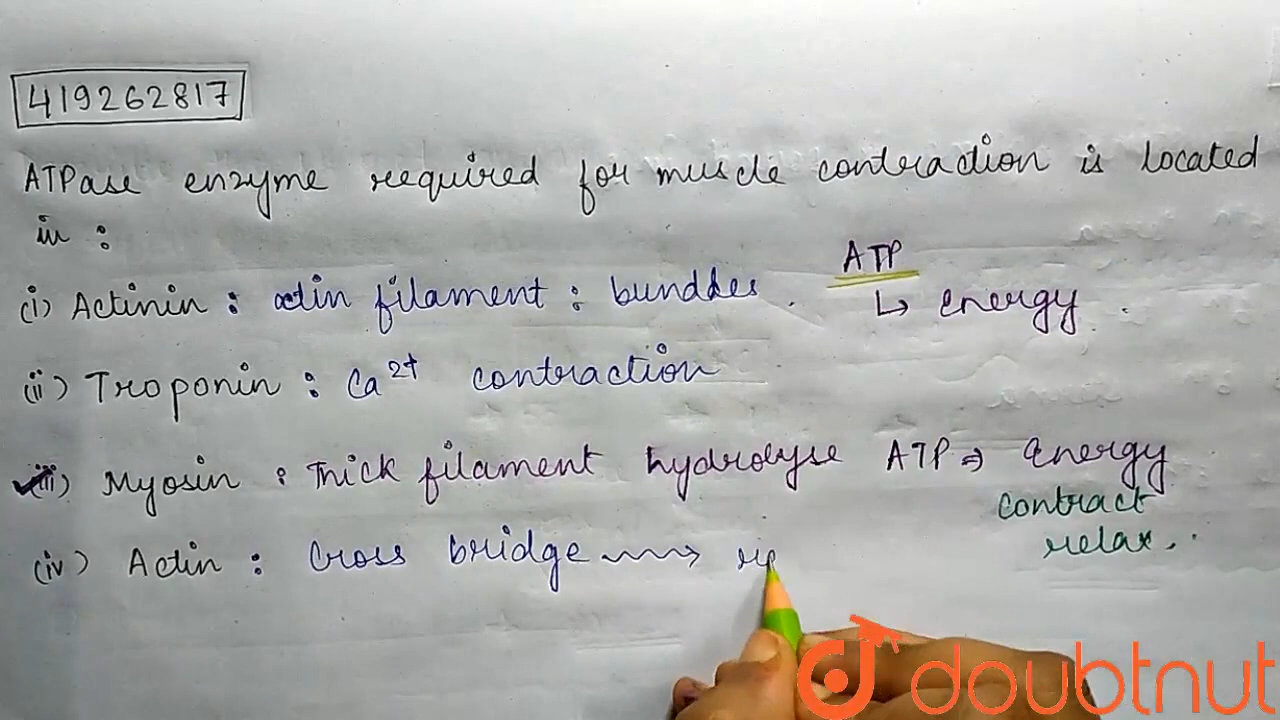 419262817
ATPase enzyme required for muscle contraction is located
in :
(i) Actinin : actin filament : bundles .
ATP
↳ energy .
(ii) Troponin : Ca2+ contraction
(iii) Myosin : Thick filament hydrolyse ATP ⇒ Energy
contract
relax .
(iv) Actin : Cross bridge → re
doubtnut